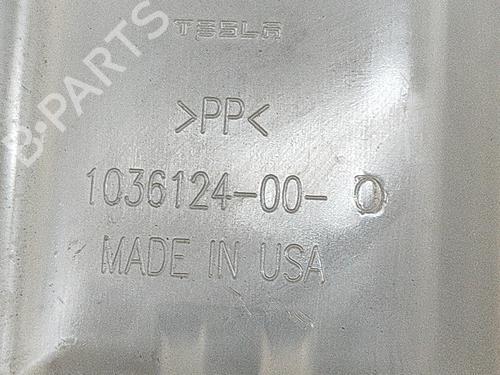 TESLA
>PP<
1036124-00- O
MADE IN USA
B-PARTS